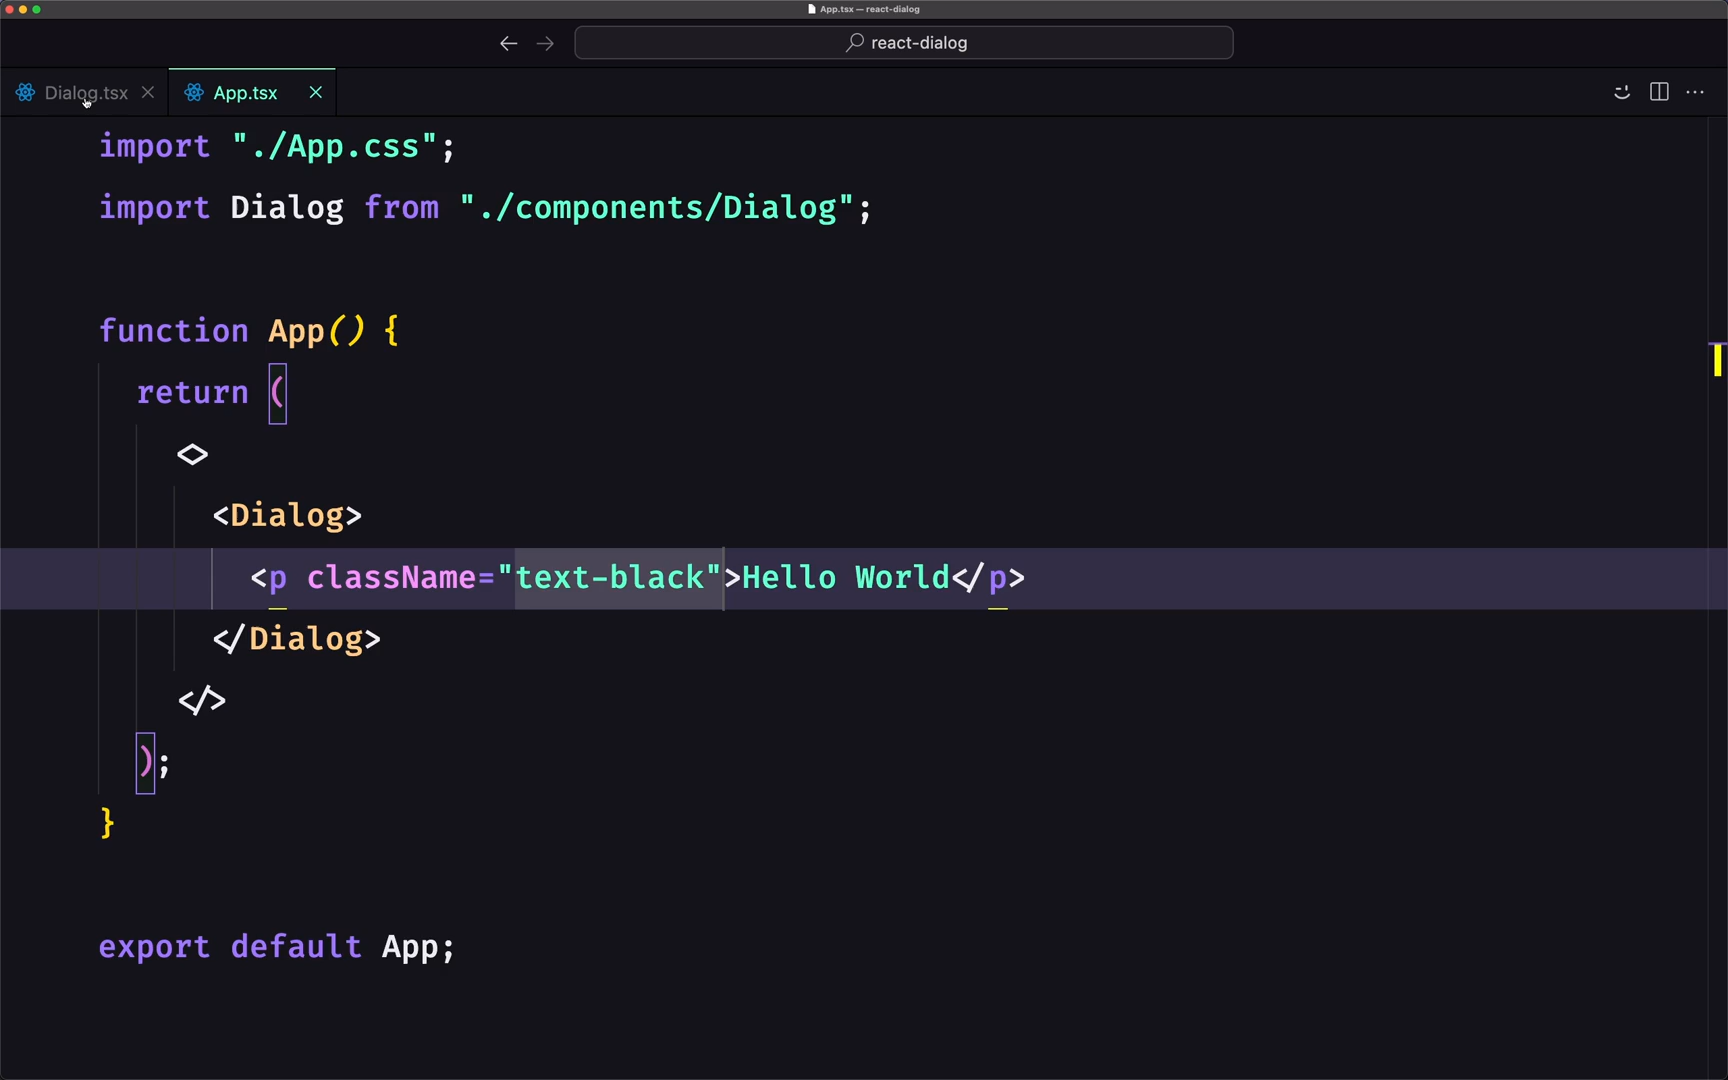 App.tsx — react-dialog
react-dialog
Dialog.tsx
App.tsx
import "./App.css";
import Dialog from "./components/Dialog";
function App() {
return (
<>
<Dialog>
<p className="text-black">Hello World</p>
</Dialog>
</>
);
}
export default App;